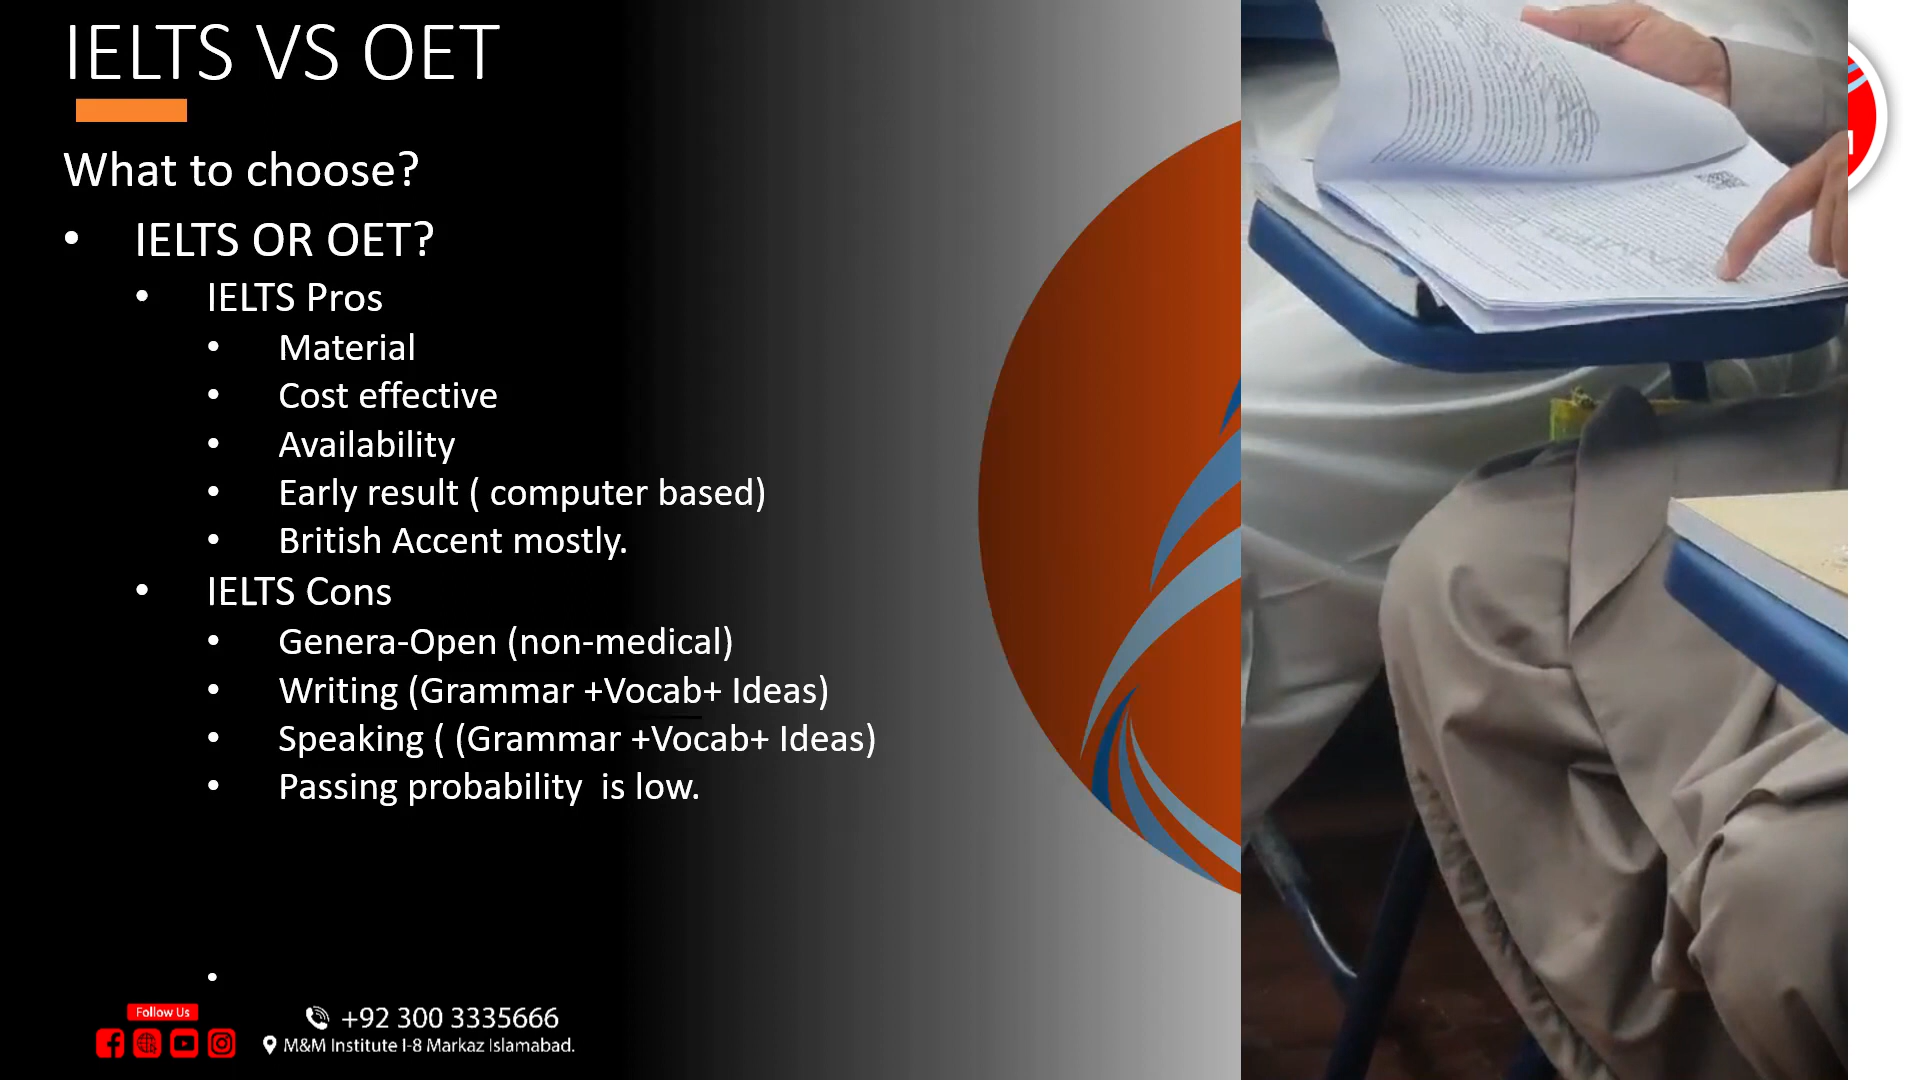 IELTS VS OET
What to choose?
• IELTS OR OET?
• IELTS Pros
• Material
• Cost effective
• Availability
• Early result ( computer based)
• British Accent mostly.
• IELTS Cons
• Genera-Open (non-medical)
• Writing (Grammar +Vocab+ Ideas)
• Speaking ( (Grammar +Vocab+ Ideas)
• Passing probability  is low.
•
Follow Us
+92 300 3335666
M&M Institute I-8 Markaz Islamabad.